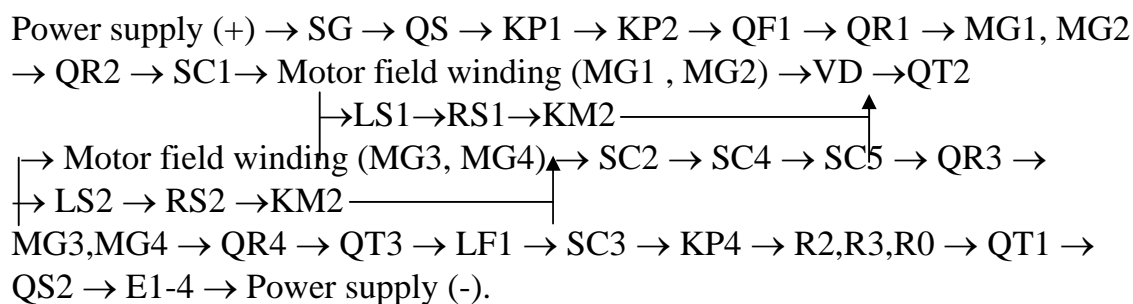 Power supply (+) → SG → QS → KP1 → KP2 → QF1 → QR1 → MG1, MG2
→ QR2 → SC1→ Motor field winding (MG1 , MG2) →VD →QT2
→LS1→RS1→KM2
→ Motor field winding (MG3, MG4) → SC2 → SC4 → SC5 → QR3 →
→ LS2 → RS2 →KM2
MG3,MG4 → QR4 → QT3 → LF1 → SC3 → KP4 → R2,R3,R0 → QT1 →
QS2 → E1-4 → Power supply (-).